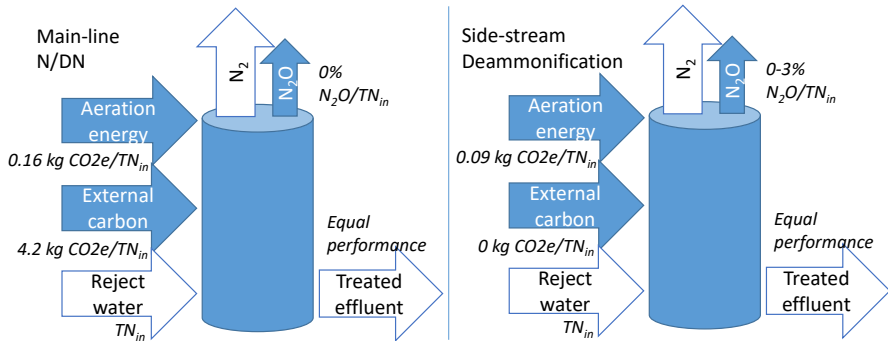 Main-line
N/DN
N₂
N₂O
0%
N₂O/TNᵢₙ
Aeration
energy
0.16 kg CO2e/TNᵢₙ
External
carbon
4.2 kg CO2e/TNᵢₙ
Reject
water
TNᵢₙ
Equal
performance
Treated
effluent
Side-stream
Deammonification
N₂
N₂O
0-3%
N₂O/TNᵢₙ
Aeration
energy
0.09 kg CO2e/TNᵢₙ
External
carbon
0 kg CO2e/TNᵢₙ
Reject
water
TNᵢₙ
Equal
performance
Treated
effluent